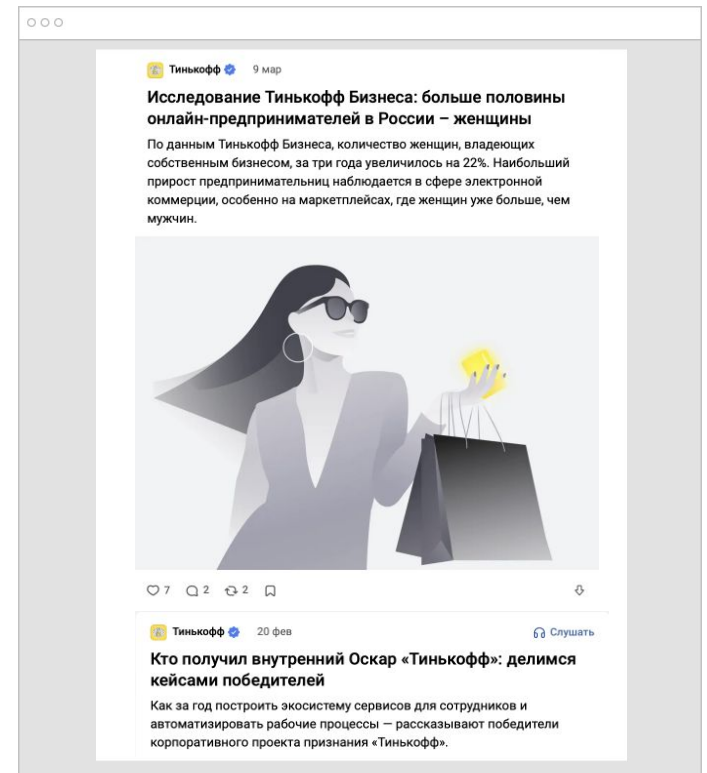 Тинькофф 9 мар
Исследование Тинькофф Бизнеса: больше половины
онлайн-предпринимателей в России – женщины
По данным Тинькофф Бизнеса, количество женщин, владеющих
собственным бизнесом, за три года увеличилось на 22%. Наибольший
прирост предпринимательниц наблюдается в сфере электронной
коммерции, особенно на маркетплейсах, где женщин уже больше, чем
мужчин.
7 2 2
Тинькофф 20 фев Слушать
Кто получил внутренний Оскар «Тинькофф»: делимся
кейсами победителей
Как за год построить экосистему сервисов для сотрудников и
автоматизировать рабочие процессы — рассказывают победители
корпоративного проекта признания «Тинькофф».